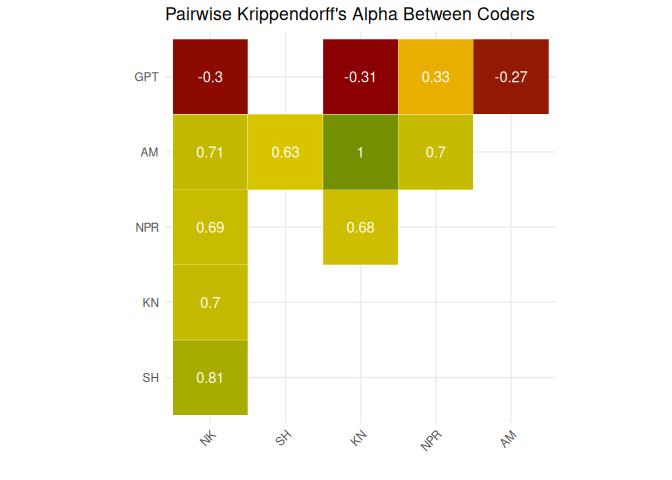 Pairwise Krippendorff's Alpha Between Coders
GPT -0.3 -0.31 0.33 -0.27
AM 0.71 0.63 1 0.7
NPR 0.69 0.68
KN 0.7
SH 0.81
NK SH KN NPR AM